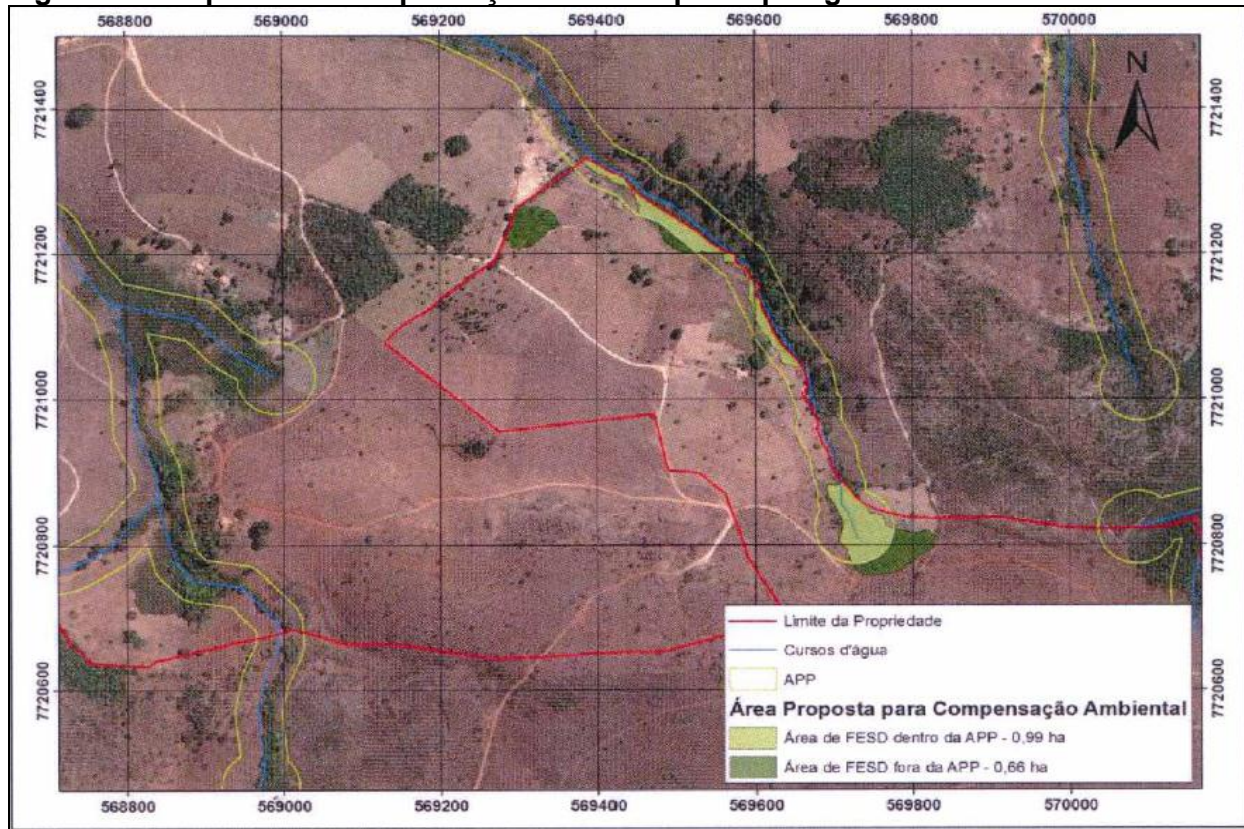 568800 569000 569200 569400 569600 569800 570000
N
7721400 7721400
7721200 7721200
7721000 7721000
7720800 7720800
7720600 7720600
Limite da Propriedade
Cursos d'água
APP
Área Proposta para Compensação Ambiental
Área de FESD dentro da APP - 0,99 ha
Área de FESD fora da APP - 0,66 ha
568800 569000 569200 569400 569600 569800 570000